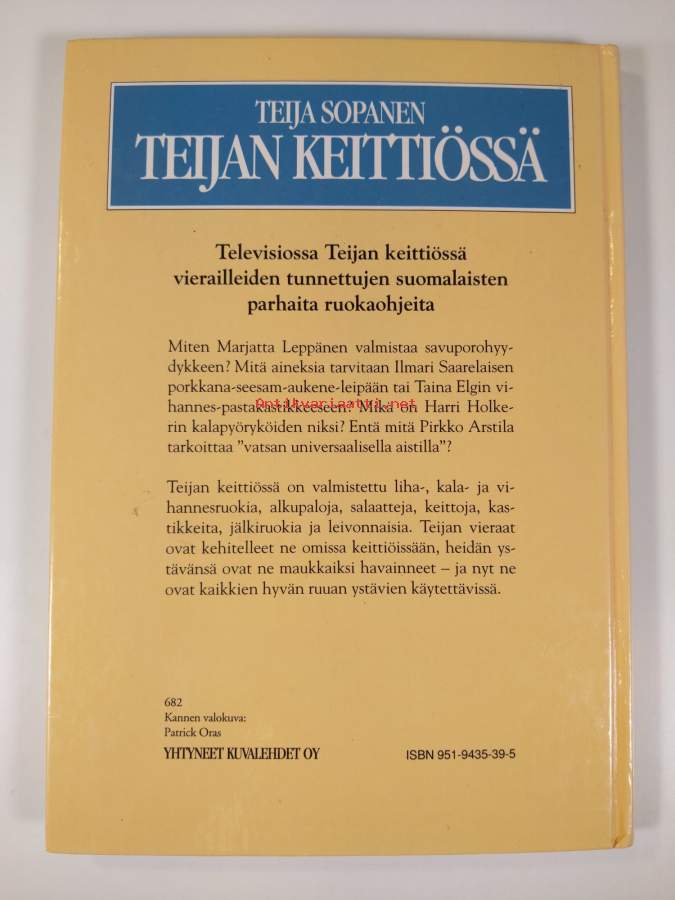 TEIJA SOPANEN
TEIJAN KEITTIÖSSÄ
Televisiossa Teijan keittiössä
vierailleiden tunnettujen suomalaisten
parhaita ruokaohjeita
Miten Marjatta Leppänen valmistaa savuporohyy-
dykkeen? Mitä aineksia tarvitaan Ilmari Saarelaisen
porkkana-seesam-aukene-leipään tai Taina Elgin vi-
Antikvariaatti.net
hannes-pastakastikkeeseen? Mikä on Harri Holke-
rin kalapyöryköiden niksi? Entä mitä Pirkko Arstila
tarkoittaa ”vatsan universaalisella aistilla”?
Teijan keittiössä on valmistettu liha-, kala- ja vi-
hannesruokia, alkupaloja, salaatteja, keittoja, kas-
tikkeita, jälkiruokia ja leivonnaisia. Teijan vieraat
ovat kehitelleet ne omissa keittiöissään, heidän ys-
tävänsä ovat ne maukkaiksi havainneet – ja nyt ne
ovat kaikkien hyvän ruuan ystävien käytettävissä.
682
Kannen valokuva:
Patrick Oras
YHTYNEET KUVALEHDET OY
ISBN 951-9435-39-5